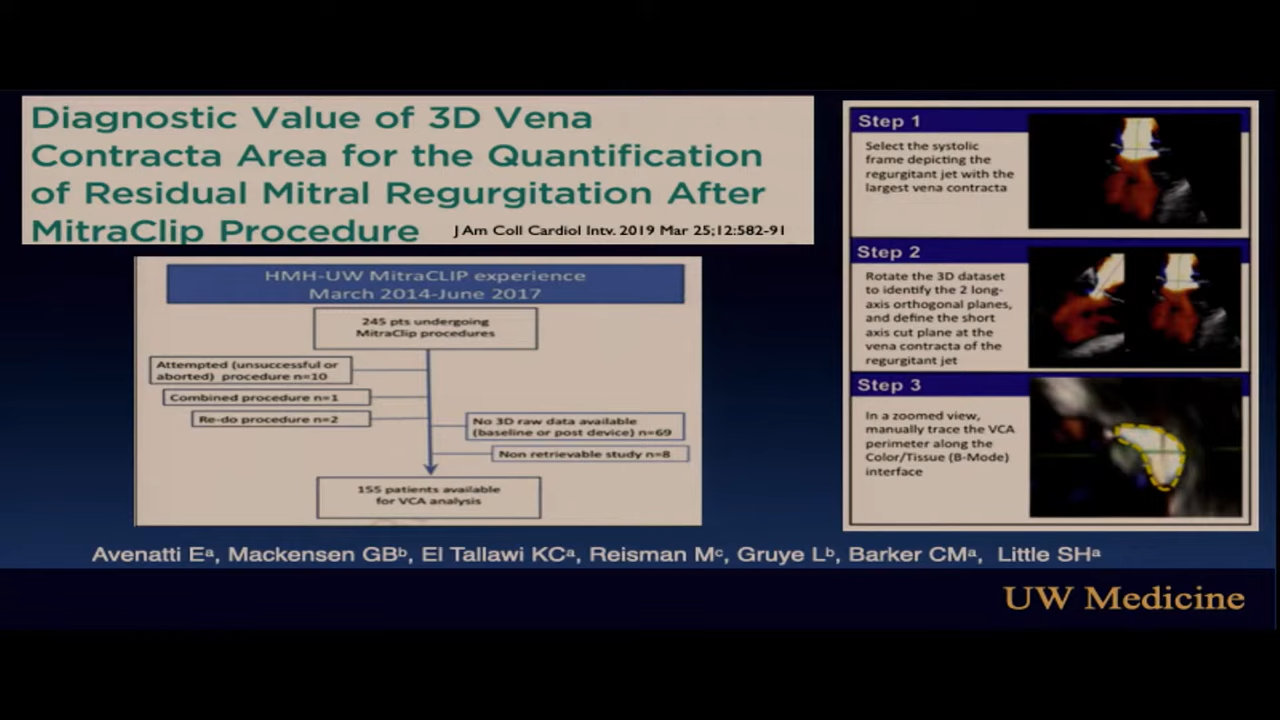 Diagnostic Value of 3D Vena
Contracta Area for the Quantification
of Residual Mitral Regurgitation After
MitraClip Procedure
J Am Coll Cardiol Intv. 2019 Mar 25;12:582-91
HMH-UW MitraCLIP experience
March 2014-June 2017
245 pts undergoing
MitraClip procedures
Attempted (unsuccessful or
aborted) procedure n=10
Combined procedure n=1
Re-do procedure n=2
No 3D raw data available
(baseline or post device) n=69
Non retrievable study n=8
155 patients available
for VCA analysis
Step 1
Select the systolic
frame depicting the
regurgitant jet with the
largest vena contracta
Step 2
Rotate the 3D dataset
to identify the 2 long-
axis orthogonal planes,
and define the short
axis cut plane at the
vena contracta of the
regurgitant jet
Step 3
In a zoomed view,
manually trace the VCA
perimeter along the
Color/Tissue (B-Mode)
interface
Avenatti Eᵃ, Mackensen GBᵇ, El Tallawi KCᵃ, Reisman Mᶜ, Gruye Lᵇ, Barker CMᵃ, Little SHᵃ
UW Medicine